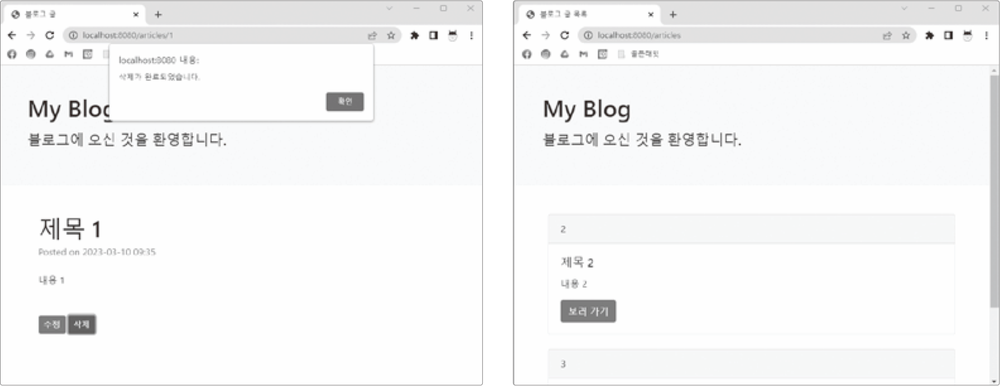 블로그 글
localhost:8080/articles/1
localhost:8080 내용:
삭제가 완료되었습니다.
확인
My Blog
블로그에 오신 것을 환영합니다.
제목 1
Posted on 2023-03-10 09:35
내용 1
수정 삭제
블로그 글 목록
localhost:8080/articles
골든래빗
My Blog
블로그에 오신 것을 환영합니다.
2
제목 2
내용 2
보러 가기
3